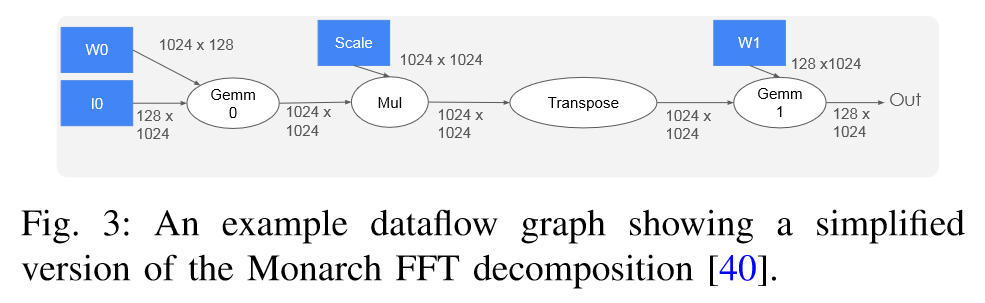 W0
1024 x 128
Scale
1024 x 1024
W1
128 x1024
I0
128 x
1024
Gemm
0
1024 x
1024
Mul
1024 x
1024
Transpose
1024 x
1024
Gemm
1
128 x
1024
Out
Fig. 3: An example dataflow graph showing a simplified
version of the Monarch FFT decomposition [40].